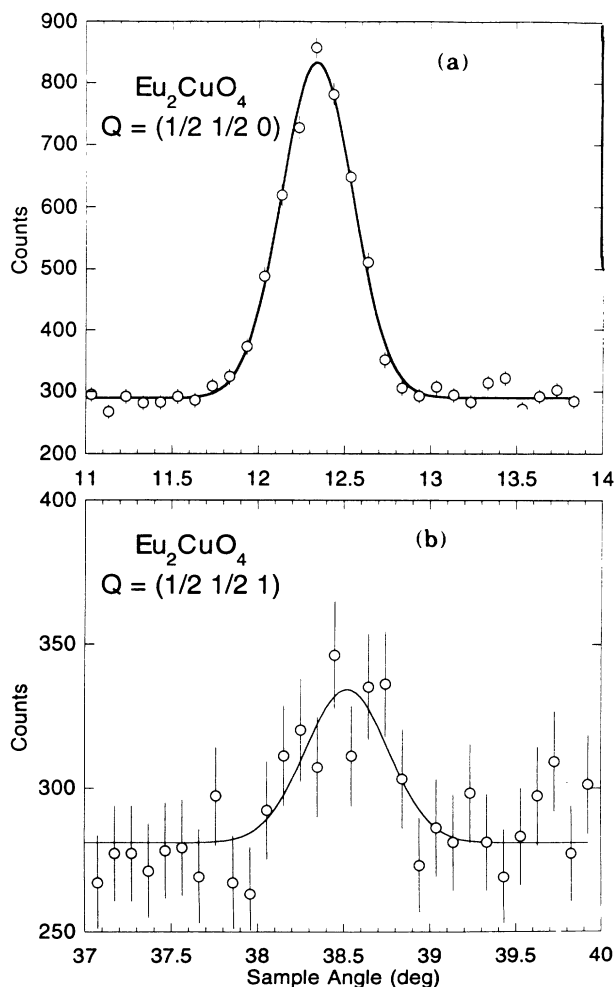 900
(a)
800
Eu2CuO4
Q = (1/2 1/2 0)
700
600
Counts
500
400
300
200
11 11.5 12 12.5 13 13.5 14
400
Eu2CuO4
(b)
Q = (1/2 1/2 1)
350
Counts
300
250
37 37.5 38 38.5 39 39.5 40
Sample Angle (deg)